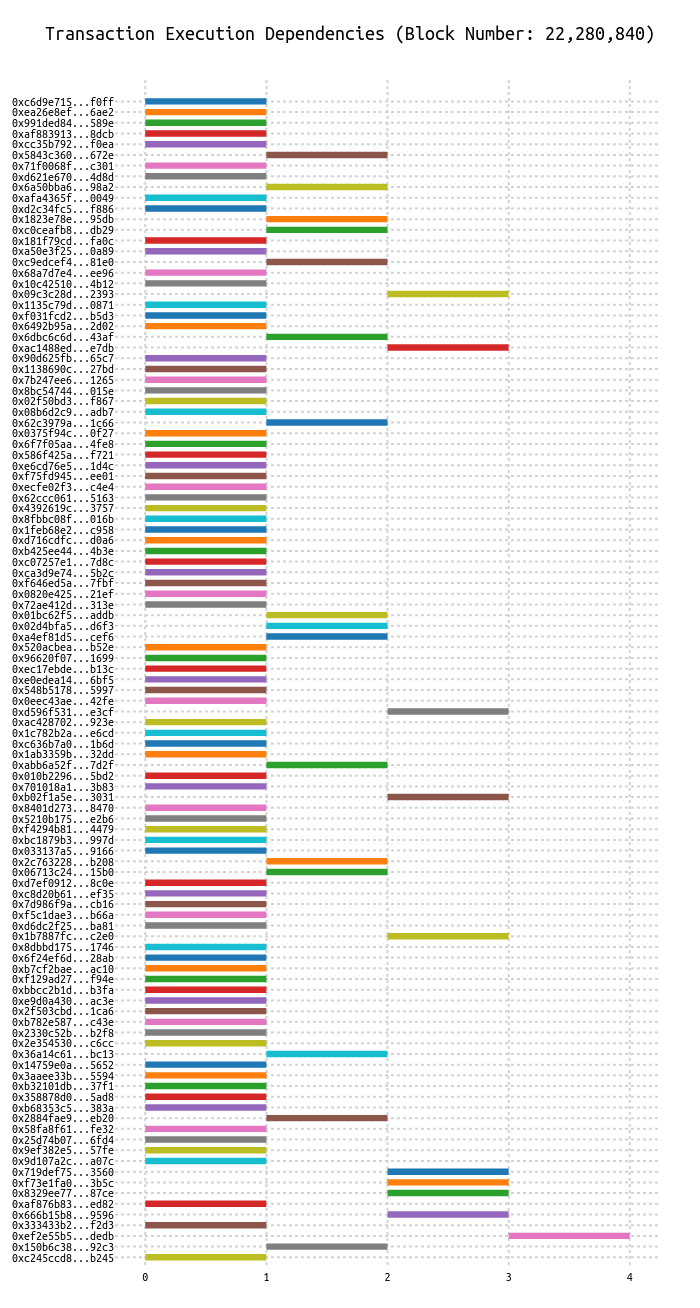 Transaction Execution Dependencies (Block Number: 22,280,840)
0xc6d9e715...f0ff
0xea26e8ef...6ae2
0x991ded84...589e
0xaf883913...8dcb
0xcc35b792...f0ea
0x5843c360...672e
0x71f0068f...c301
0xd621e670...4d8d
0x6a50bba6...98a2
0xafa4365f...0049
0xd2c34fc5...f886
0x1823e78e...95db
0xc0ceafb8...db29
0x181f79cd...fa0c
0xa50e3f25...0a89
0xc9edcef4...81e0
0x68a7d7e4...ee96
0x10c42510...4b12
0x09c3c28d...2393
0x1135c79d...0871
0xf031fcd2...b5d3
0x6492b95a...2d02
0x6dbc6c6d...43af
0xac1488ed...e7db
0x90d625fb...65c7
0x1138690c...27bd
0x7b247ee6...1265
0x8bc54744...015e
0x02f50bd3...f867
0x08b6d2c9...adb7
0x62c3979a...1c66
0x0375f94c...0f27
0x6f7f05aa...4fe8
0x586f425a...f721
0xe6cd76e5...1d4c
0xf75fd945...ee01
0xecfe02f3...c4e4
0x62ccc061...5163
0x4392619c...3757
0x8fbbc08f...016b
0x1feb68e2...c958
0xd716cdfc...d0a6
0xb425ee44...4b3e
0xc07257e1...7d8c
0xca3d9e74...5b2c
0xf646ed5a...7fbf
0x0820e425...21ef
0x72ae412d...313e
0x01bc62f5...addb
0x02d4bfa5...d6f3
0xa4ef81d5...cef6
0x520acbea...b52e
0x96620f07...1699
0xec17ebde...b13c
0xe0edea14...6bf5
0x548b5178...5997
0x0eec43ae...42fe
0xd596f531...e3cf
0xac428702...923e
0x1c782b2a...e6cd
0xc636b7a0...1b6d
0x1ab3359b...32dd
0xabb6a52f...7d2f
0x010b2296...5bd2
0x701018a1...3b83
0xb02f1a5e...3031
0x8401d273...8470
0x5210b175...e2b6
0xf4294b81...4479
0xbc1879b3...997d
0x033137a5...9166
0x2c763228...b208
0x06713c24...15b0
0xd7ef0912...8c0e
0xc8d20b61...ef35
0x7d986f9a...cb16
0xf5c1dae3...b66a
0xd6dc2f25...ba81
0x1b7887fc...c2e0
0x8dbbd175...1746
0x6f24ef6d...28ab
0xb7cf2bae...ac10
0xf129ad27...f94e
0xbbcc2b1d...b3fa
0xe9d0a430...ac3e
0x2f503cbd...1ca6
0xb782e587...c43e
0x2330c52b...b2f8
0x2e354530...c6cc
0x36a14c61...bc13
0x14759e0a...5652
0x3aaee33b...5594
0xb32101db...37f1
0x358878d0...5ad8
0xb68353c5...383a
0x2884fae9...eb20
0x58fa8f61...fe32
0x25d74b07...6fd4
0x9ef382e5...57fe
0x9d107a2c...a07c
0x719def75...3560
0xf73e1fa0...3b5c
0x8329ee77...87ce
0xaf876b83...ed82
0x666b15b8...9596
0x333433b2...f2d3
0xef2e55b5...dedb
0x150b6c38...92c3
0xc245ccd8...b245
0 1 2 3 4